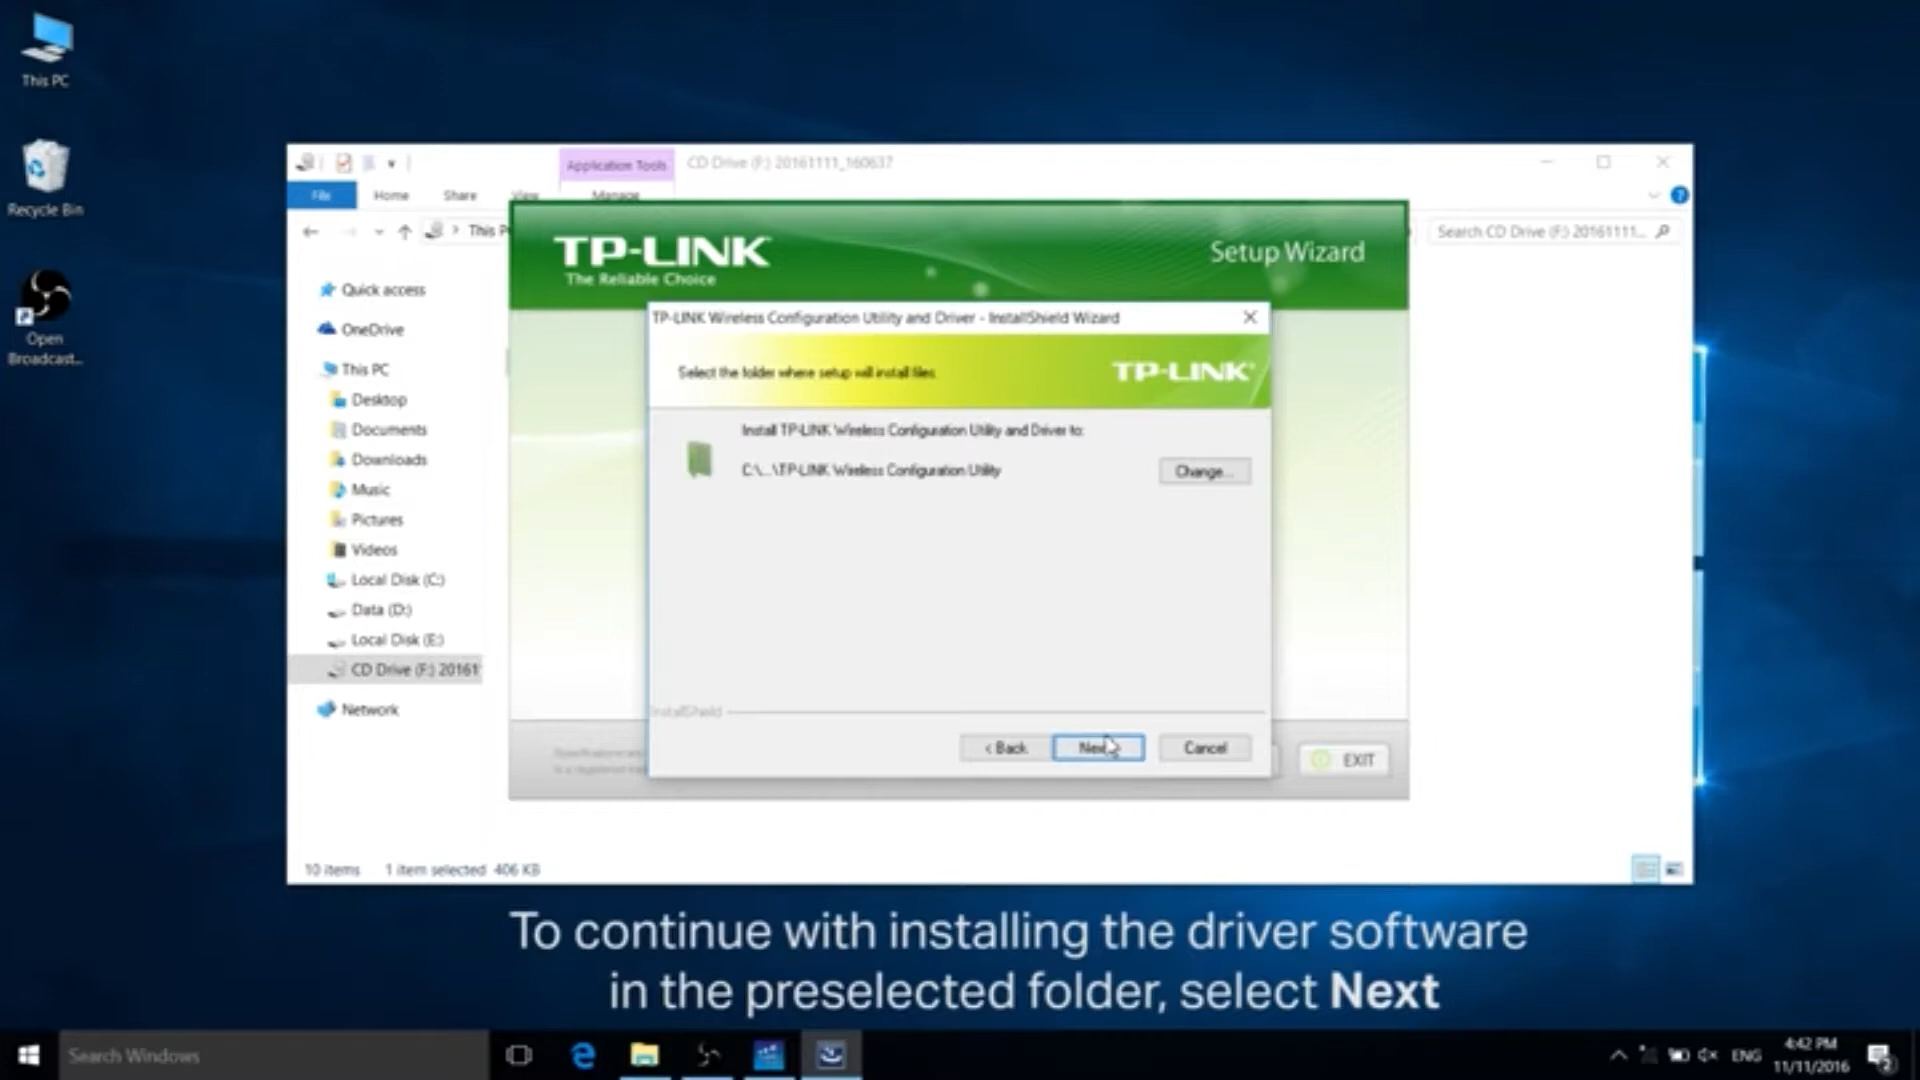 This PC
Recycle Bin
Open
Broadcast...
Application Tools
CD Drive (F:) 20161111_160637
File
Home
Share
View
Manage
This P
Search CD Drive (F:) 20161111...
Quick access
OneDrive
This PC
Desktop
Documents
Downloads
Music
Pictures
Videos
Local Disk (C:)
Data (D:)
Local Disk (E:)
CD Drive (F:) 20161
Network
TP-LINK
The Reliable Choice
Setup Wizard
TP-LINK Wireless Configuration Utility and Driver - InstallShield Wizard
Select the folder where setup will install files.
TP-LINK
Install TP-LINK Wireless Configuration Utility and Driver to:
C:\...\TP-LINK Wireless Configuration Utility
Change...
InstallShield
< Back
Next
Cancel
EXIT
10 items
1 item selected 406 KB
To continue with installing the driver software
in the preselected folder, select Next
Search Windows
ENG
4:42 PM
11/11/2016
2